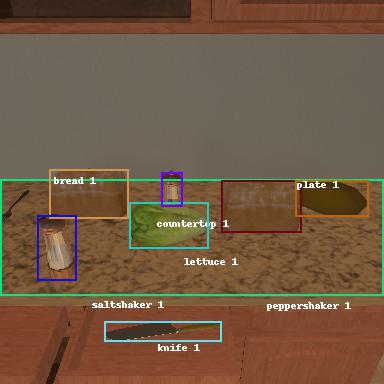 bread 1
plate 1
countertop 1
lettuce 1
saltshaker 1
peppershaker 1
knife 1